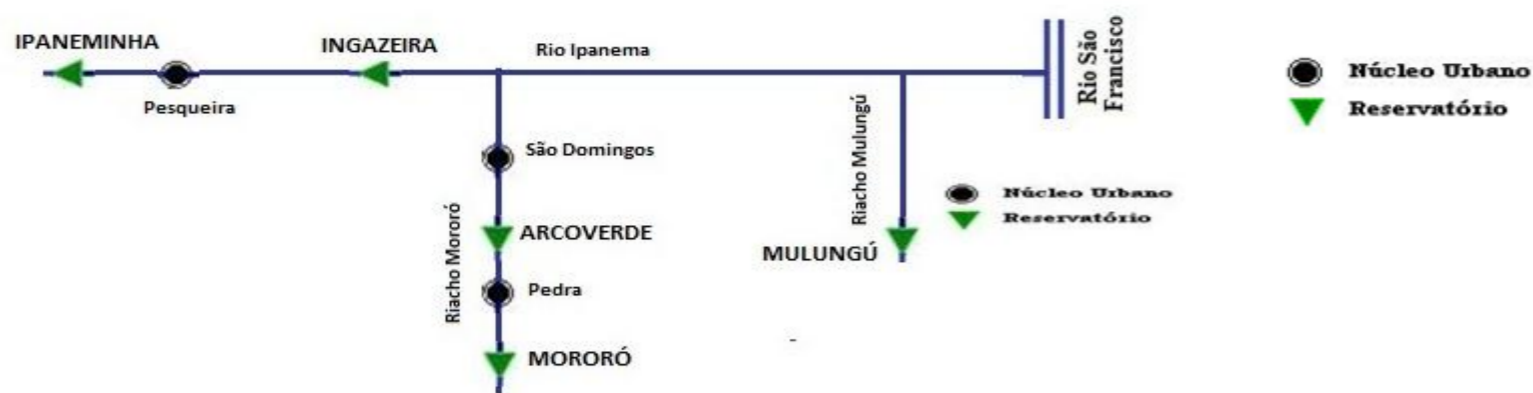 IPANEMINHA
INGAZEIRA
Rio Ipanema
Rio São
Francisco
Núcleo Urbano
Reservatório
Pesqueira
São Domingos
Riacho Mulungú
Núcleo Urbano
Reservatório
ARCOVERDE
MULUNGÚ
Riacho Mororó
Pedra
MORORÓ